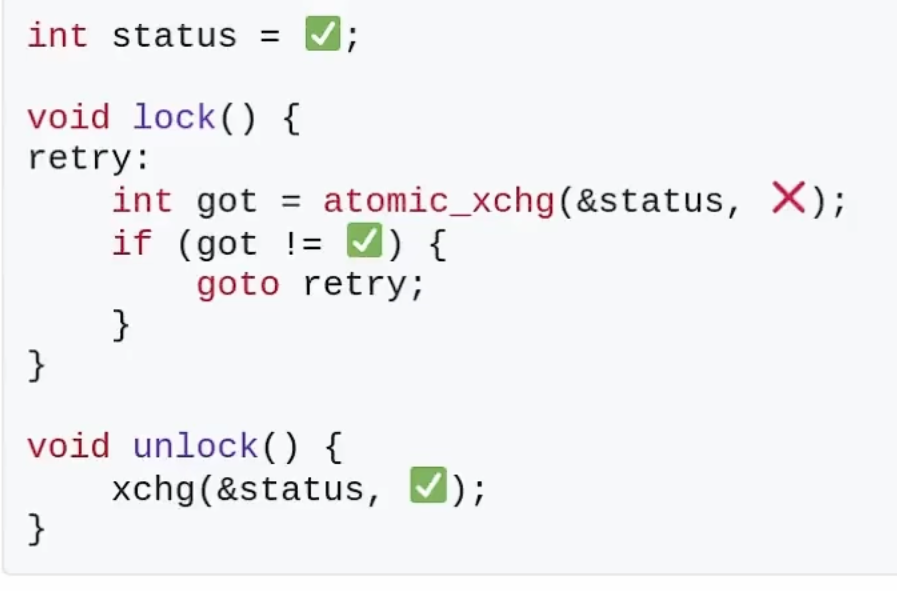 int status = ✅;
void lock() {
retry:
    int got = atomic_xchg(&status, ❌);
    if (got != ✅) {
        goto retry;
    }
}
void unlock() {
    xchg(&status, ✅);
}